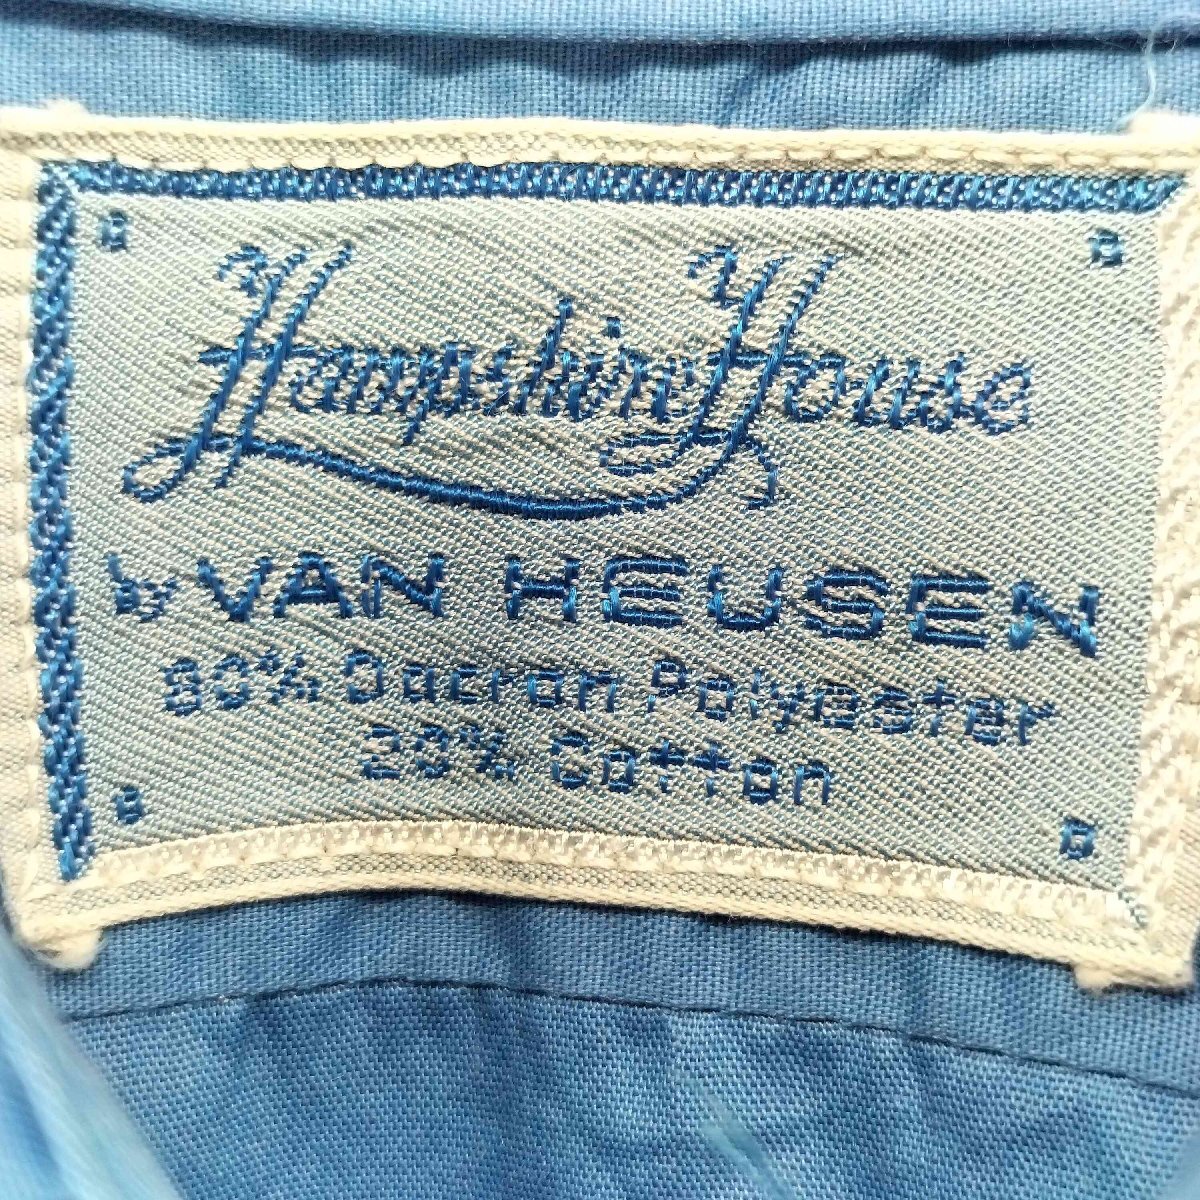 Hampshire House
by VAN HEUSEN
80% Dacron Polyester
20% Cotton